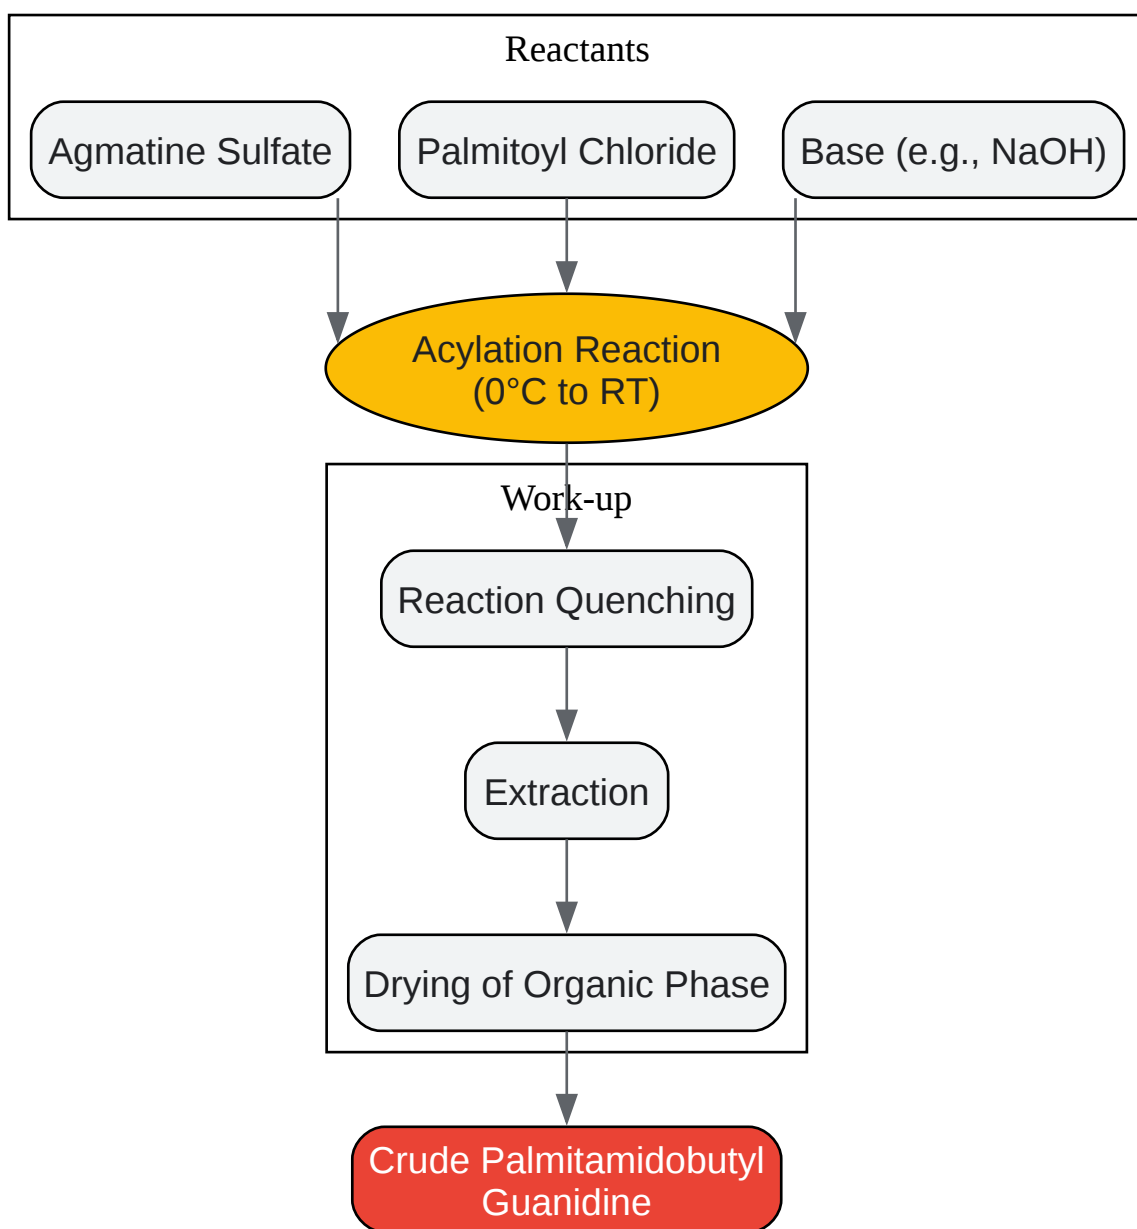 Reactants
Agmatine Sulfate
Palmitoyl Chloride
Base (e.g., NaOH)
Acylation Reaction
(0°C to RT)
Work-up
Reaction Quenching
Extraction
Drying of Organic Phase
Crude Palmitamidobutyl
Guanidine